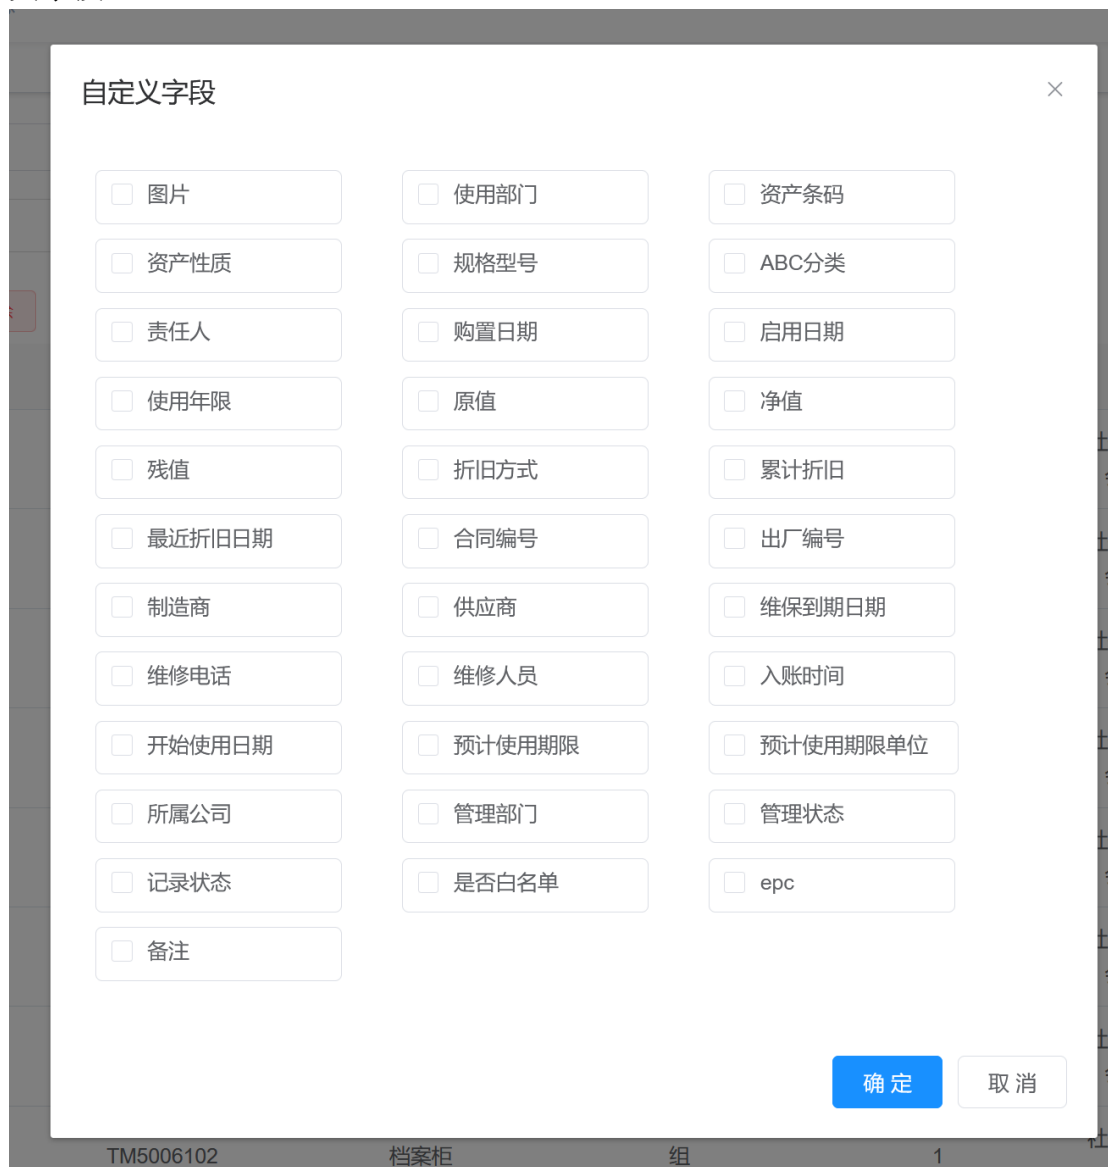 自定义字段
图片 使用部门 资产条码
资产性质 规格型号 ABC分类
责任人 购置日期 启用日期
使用年限 原值 净值
残值 折旧方式 累计折旧
最近折旧日期 合同编号 出厂编号
制造商 供应商 维保到期日期
维修电话 维修人员 入账时间
开始使用日期 预计使用期限 预计使用期限单位
所属公司 管理部门 管理状态
记录状态 是否白名单 epc
备注
确定 取消
TM5006102 档案柜 组 1